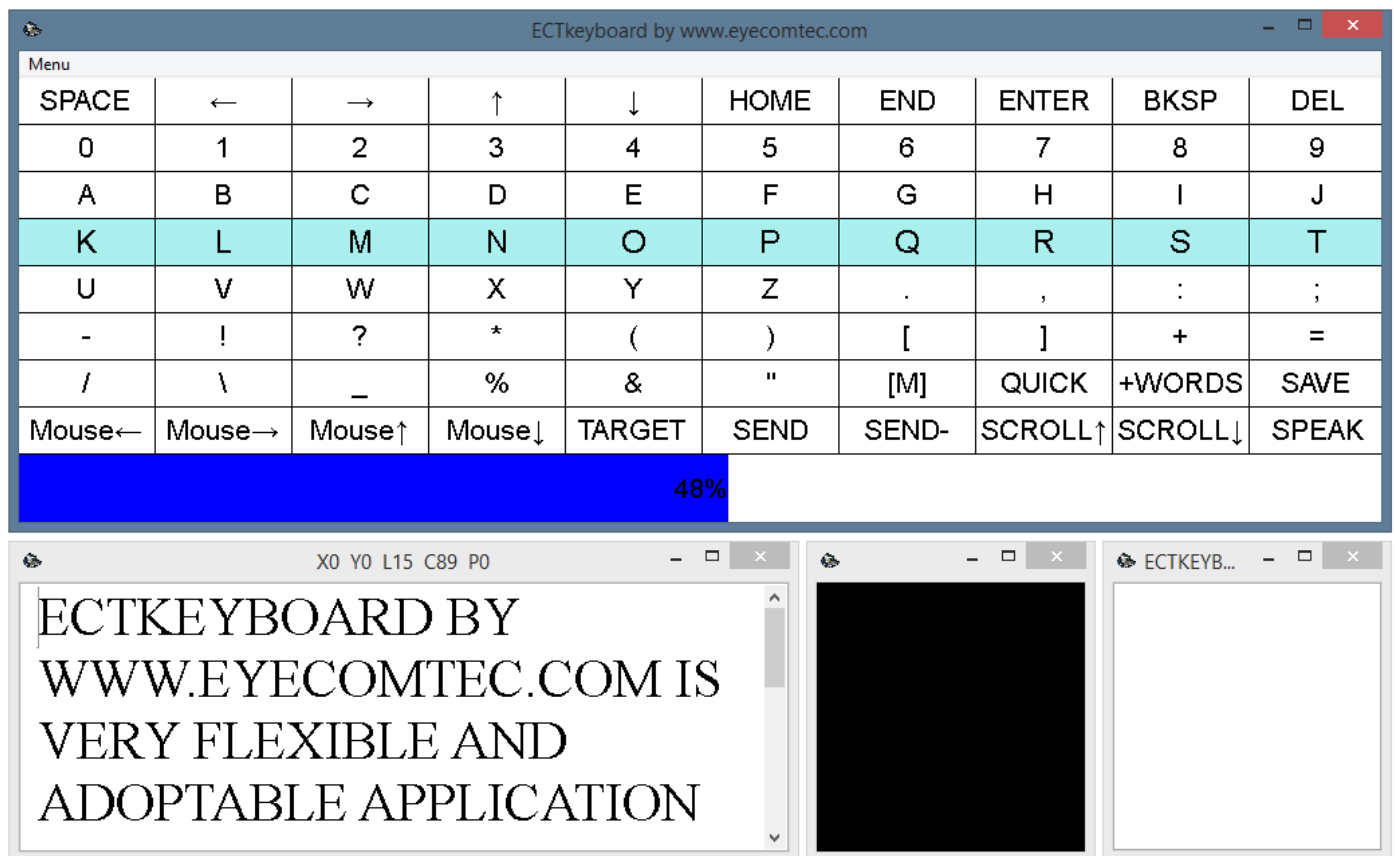 ECTkeyboard by www.eyecomtec.com
Menu
SPACE ← → ↑ ↓ HOME END ENTER BKSP DEL
0 1 2 3 4 5 6 7 8 9
A B C D E F G H I J
K L M N O P Q R S T
U V W X Y Z . , : ;
- ! ? * ( ) [ ] + =
/ \ _ % & " [M] QUICK +WORDS SAVE
Mouse← Mouse→ Mouse↑ Mouse↓ TARGET SEND SEND- SCROLL↑ SCROLL↓ SPEAK
48%
X0 Y0 L15 C89 P0
ECTKEYBOARD BY
WWW.EYECOMTEC.COM IS
VERY FLEXIBLE AND
ADOPTABLE APPLICATION
ECTKEYB...